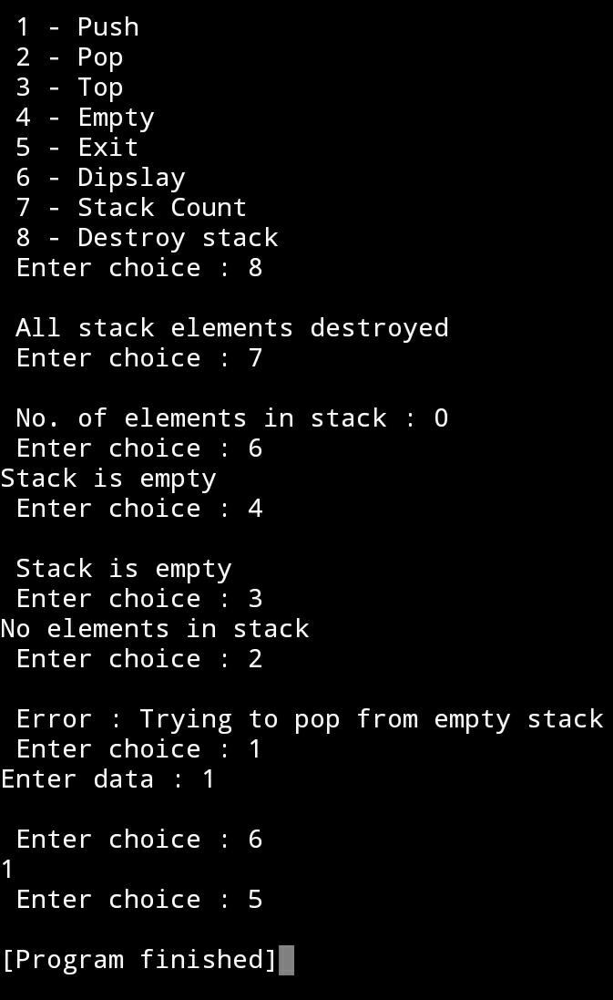 1 - Push
2 - Pop
3 - Top
4 - Empty
5 - Exit
6 - Dipslay
7 - Stack Count
8 - Destroy stack
Enter choice : 8
All stack elements destroyed
Enter choice : 7
No. of elements in stack : 0
Enter choice : 6
Stack is empty
Enter choice : 4
Stack is empty
Enter choice : 3
No elements in stack
Enter choice : 2
Error : Trying to pop from empty stack
Enter choice : 1
Enter data : 1
Enter choice : 6
1
Enter choice : 5
[Program finished]